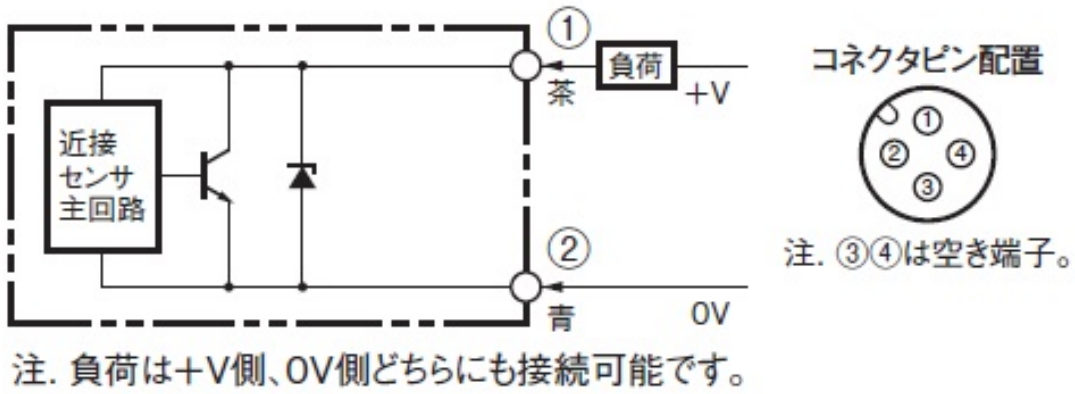 ①
負荷
茶
+V
近接
センサ
主回路
②
青
0V
注. 負荷は+V側、0V側どちらにも接続可能です。
コネクタピン配置
①
② ④
③
注. ③④は空き端子。